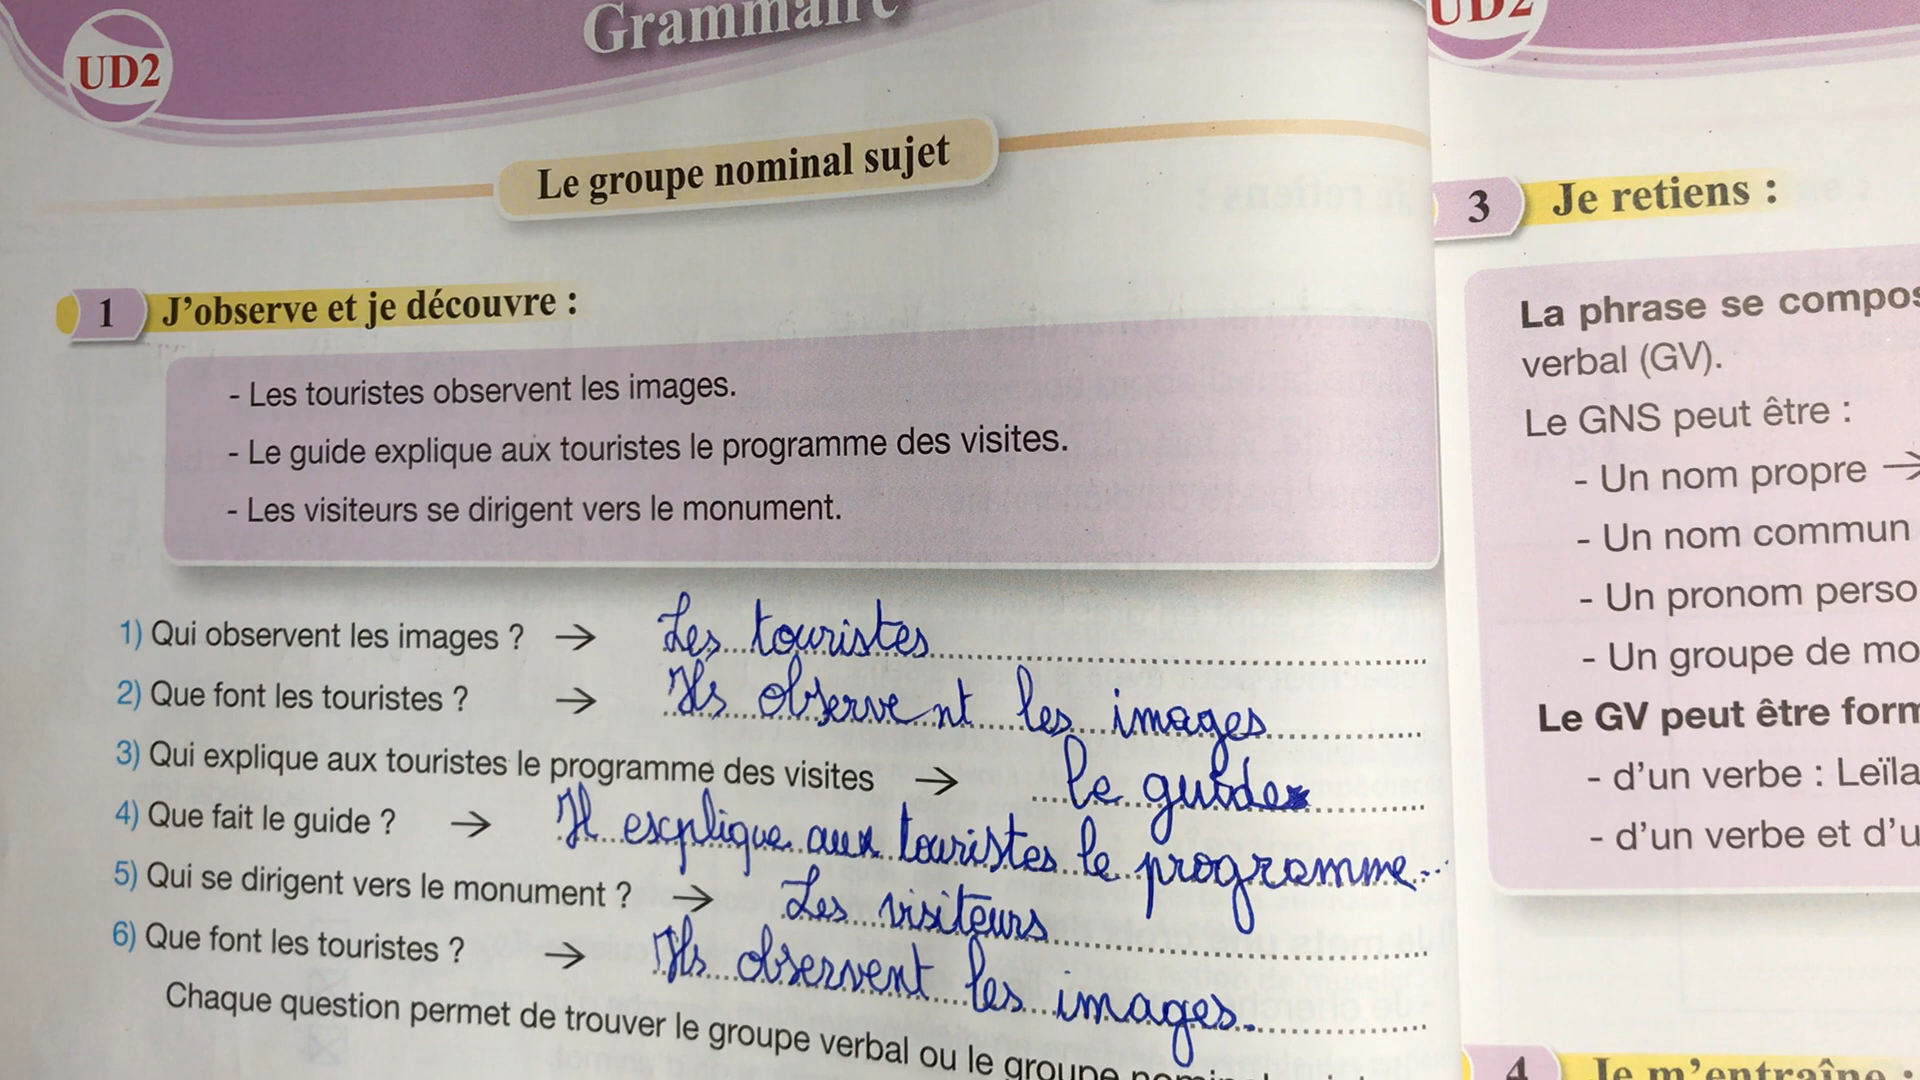 UD2
Grammaire
Le groupe nominal sujet
1 J'observe et je découvre :
- Les touristes observent les images.
- Le guide explique aux touristes le programme des visites.
- Les visiteurs se dirigent vers le monument.
1) Qui observent les images ? → Les touristes
2) Que font les touristes ? → Ils observent les images
3) Qui explique aux touristes le programme des visites → le guide
4) Que fait le guide ? → Il explique aux touristes le programme
5) Qui se dirigent vers le monument ? → Les visiteurs
6) Que font les touristes ? → Ils observent les images.
Chaque question permet de trouver le groupe verbal ou le groupe
UD2
3 Je retiens :
La phrase se compos
verbal (GV).
Le GNS peut être :
- Un nom propre →
- Un nom commun
- Un pronom perso
- Un groupe de mo
Le GV peut être form
- d'un verbe : Leïla
- d'un verbe et d'u
4 Je m'entraîne :